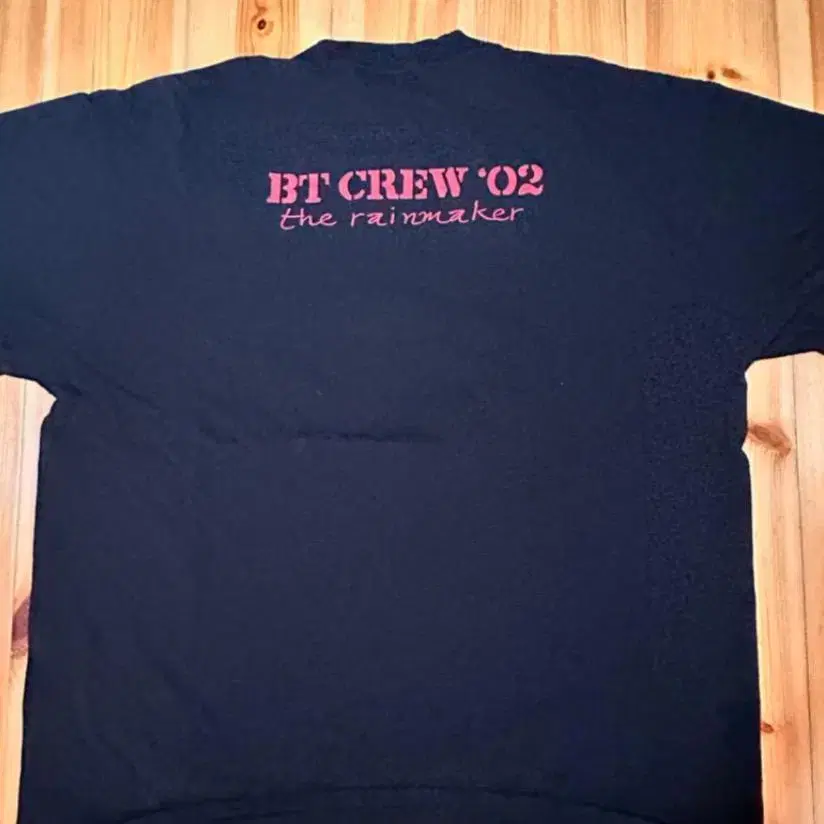 BT CREW '02
the rainmaker